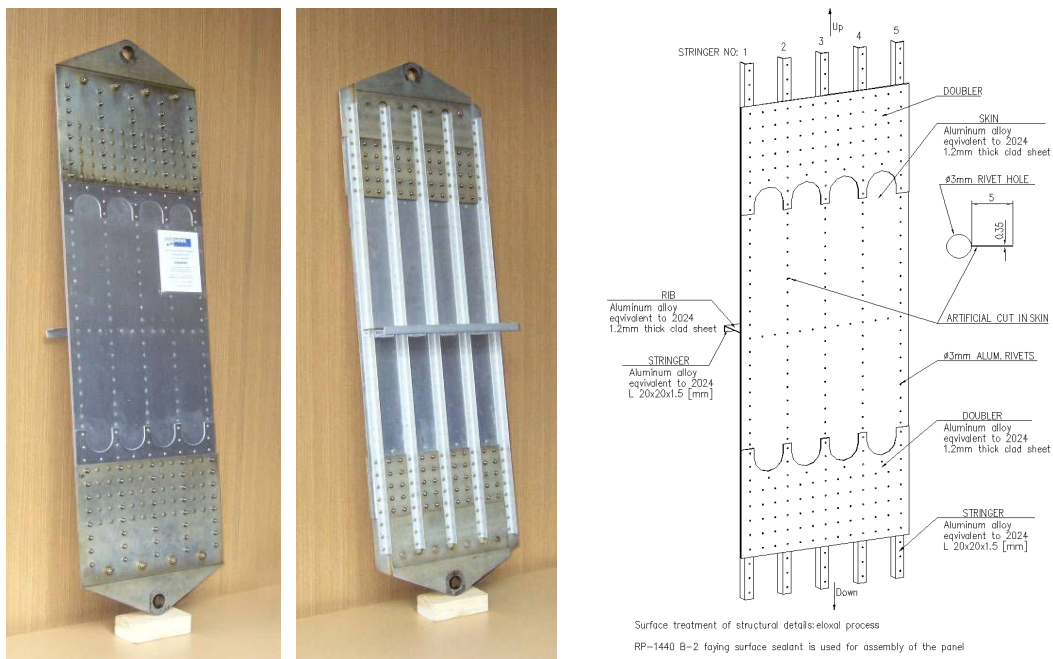 Up
STRINGER NO: 1 2 3 4 5
DOUBLER
SKIN
Aluminum alloy
eqvivalent to 2024
1.2mm thick clad sheet
ø3mm RIVET HOLE
5
0.35
RIB
Aluminum alloy
eqvivalent to 2024
1.2mm thick clad sheet
ARTIFICIAL CUT IN SKIN
STRINGER
Aluminum alloy
eqvivalent to 2024
L 20x20x1.5 [mm]
ø3mm ALUM. RIVETS
DOUBLER
Aluminum alloy
eqvivalent to 2024
1.2mm thick clad sheet
STRINGER
Aluminum alloy
eqvivalent to 2024
L 20x20x1.5 [mm]
Down
Surface treatment of structural details: eloxal process
RP-1440 B-2 faying surface sealant is used for assembly of the panel